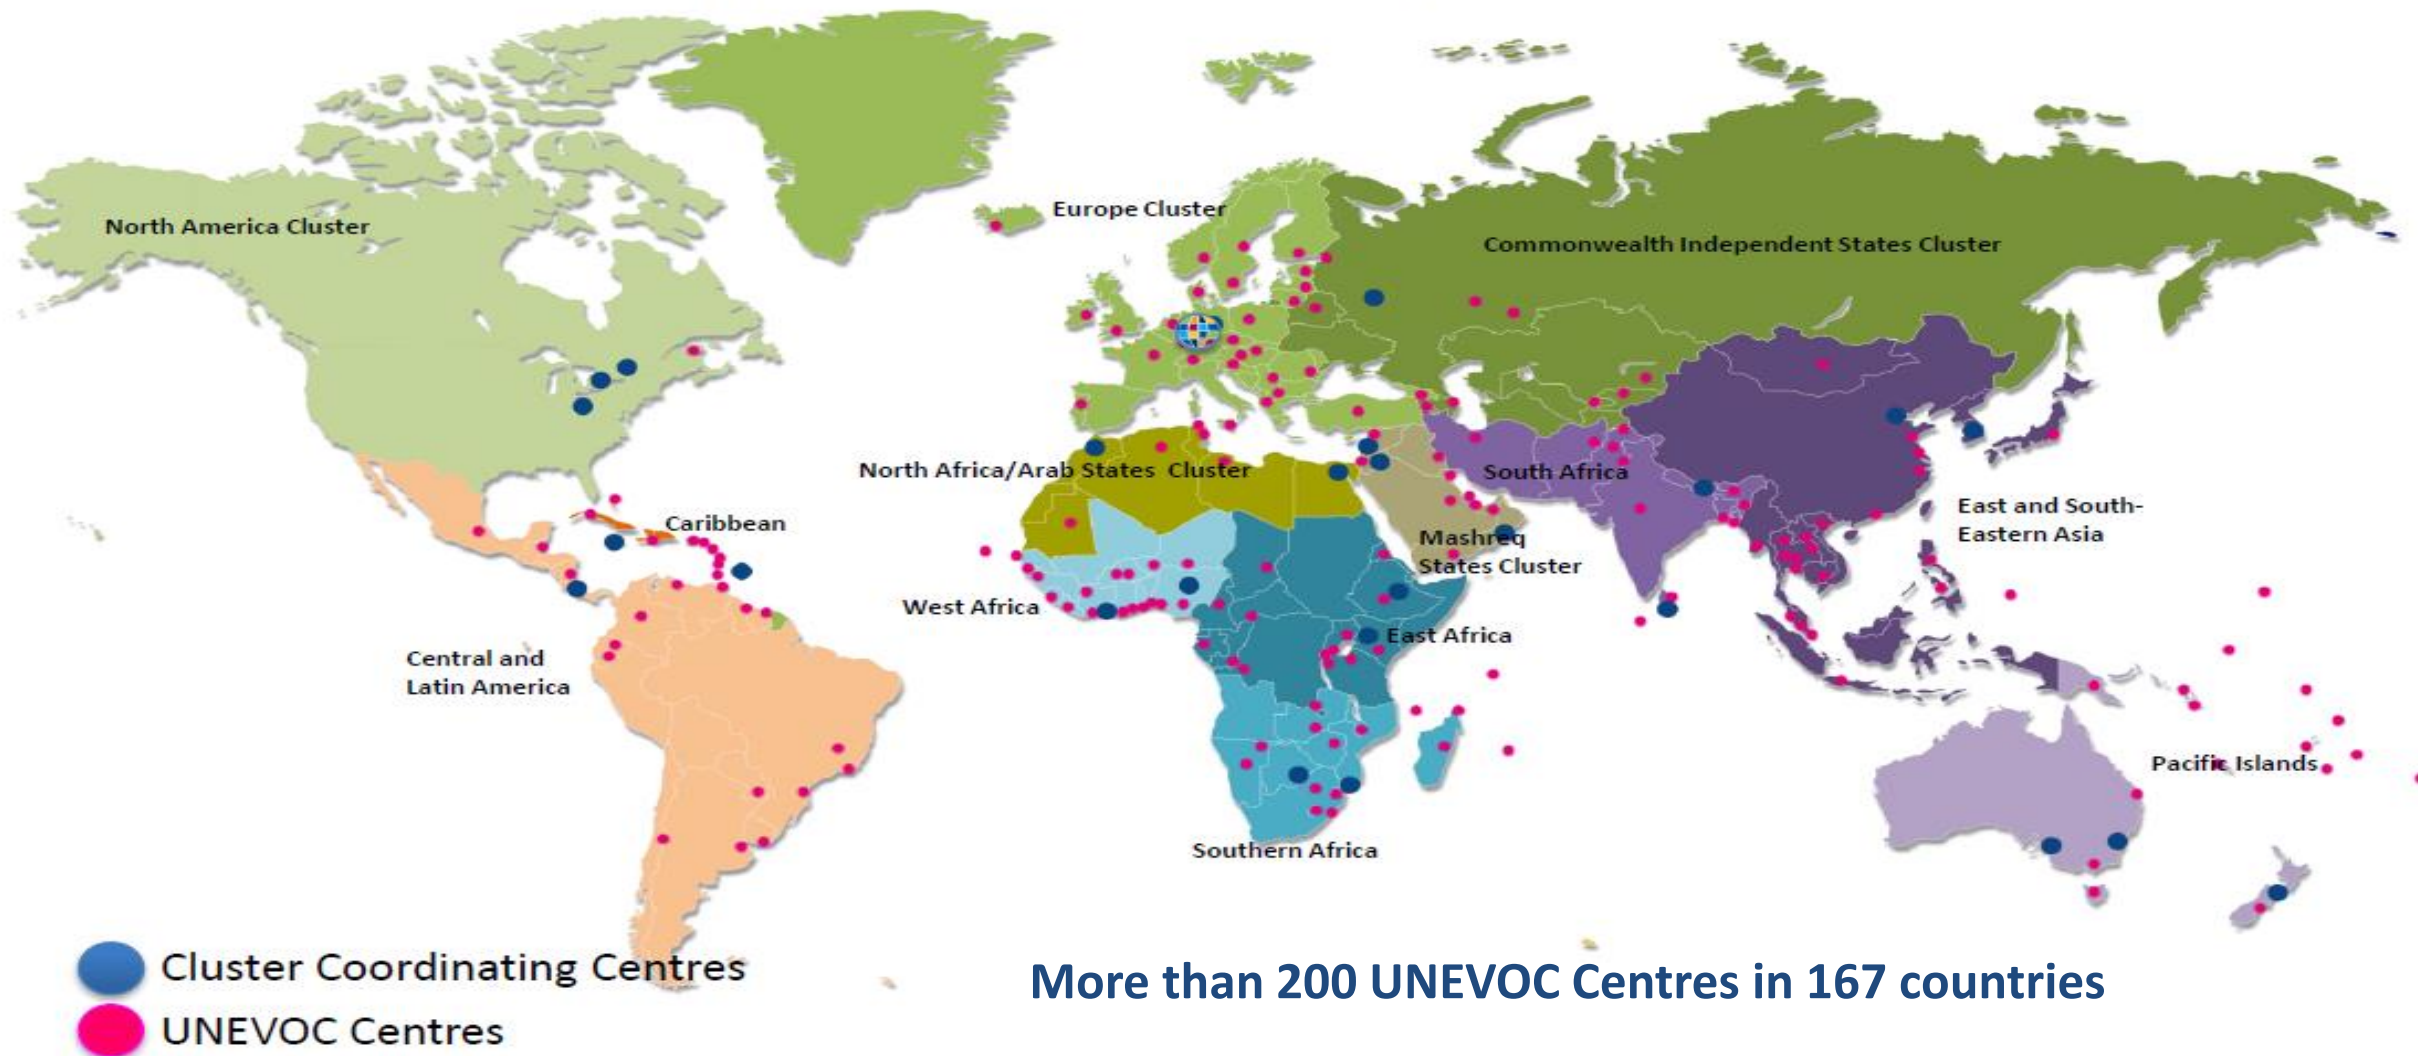 North America Cluster
Europe Cluster
Commonwealth Independent States Cluster
North Africa/Arab States Cluster
South Africa
Caribbean
East and South-
Eastern Asia
Mashreq
States Cluster
West Africa
East Africa
Central and
Latin America
Pacific Islands
Southern Africa
Cluster Coordinating Centres
More than 200 UNEVOC Centres in 167 countries
UNEVOC Centres